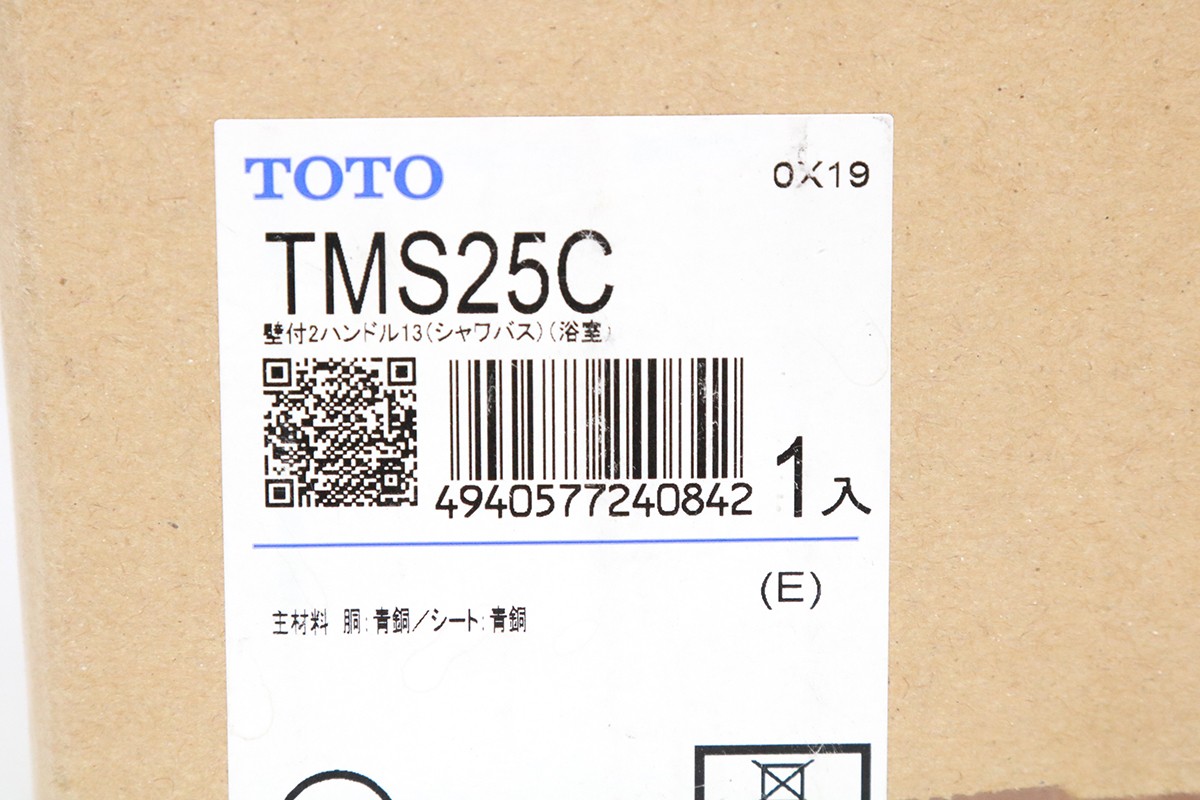 TOTO
0X19
TMS25C
壁付2ハンドル13(シャワバス)(浴室)
4940577240842
1入
(E)
主材料 胴:青銅/シート:青銅